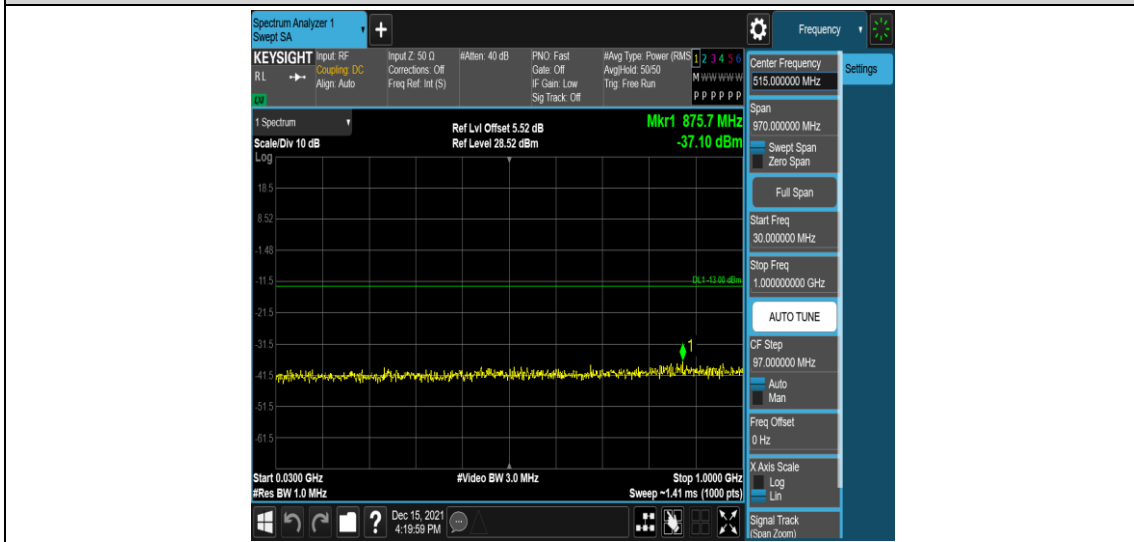 Spectrum Analyzer 1
Swept SA
+
Frequency
KEYSIGHT
RL
LXI
Input: RF
Coupling: DC
Align: Auto
Input Z: 50 Ω
Corrections: Off
Freq Ref: Int (S)
#Atten: 40 dB
PNO: Fast
Gate: Off
IF Gain: Low
Sig Track: Off
#Avg Type: Power (RMS
Avg|Hold: 50/50
Trig: Free Run
1 2 3 4 5 6
M W W W W W
P P P P P P
1 Spectrum
Scale/Div 10 dB
Log
Ref Lvl Offset 5.52 dB
Ref Level 28.52 dBm
Mkr1 875.7 MHz
-37.10 dBm
18.5
8.52
-1.48
-11.5
DL1 -13.00 dBm
-21.5
-31.5
1
-41.5
-51.5
-61.5
Start 0.0300 GHz
#Res BW 1.0 MHz
#Video BW 3.0 MHz
Stop 1.0000 GHz
Sweep ~1.41 ms (1000 pts)
?
Dec 15, 2021
4:19:59 PM
Center Frequency
515.000000 MHz
Settings
Span
970.000000 MHz
Swept Span
Zero Span
Full Span
Start Freq
30.000000 MHz
Stop Freq
1.000000000 GHz
AUTO TUNE
CF Step
97.000000 MHz
Auto
Man
Freq Offset
0 Hz
X Axis Scale
Log
Lin
Signal Track
(Span Zoom)